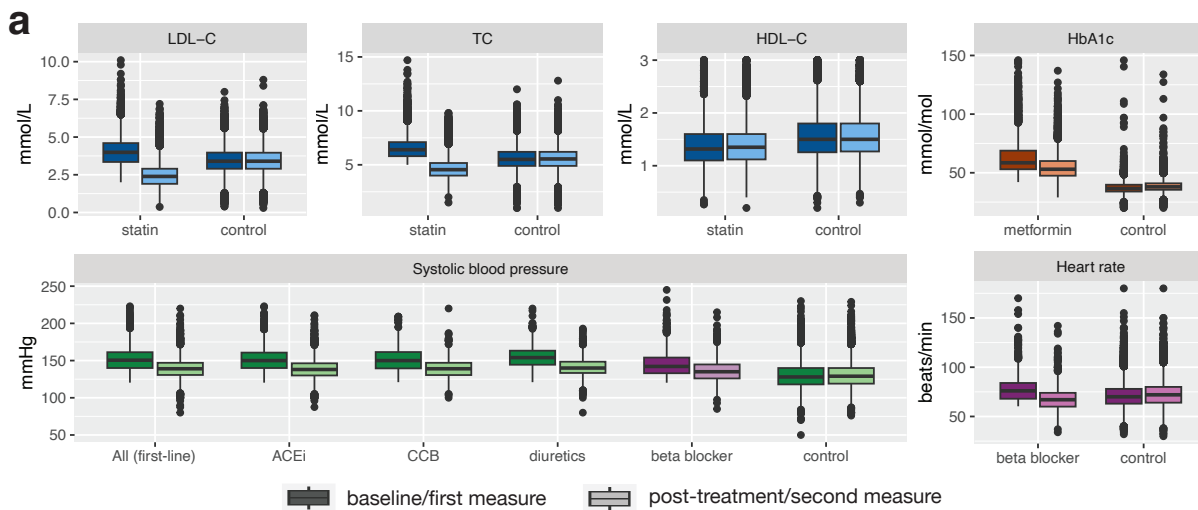 a
LDL−C
TC
HDL−C
HbA1c
mmol/L
10.0
7.5
5.0
2.5
0.0
statin
control
mmol/L
15
10
5
statin
control
mmol/L
3
2
1
statin
control
mmol/mol
150
100
50
metformin
control
Systolic blood pressure
Heart rate
mmHg
250
200
150
100
50
All (first−line)
ACEi
CCB
diuretics
beta blocker
control
beats/min
150
100
50
beta blocker
control
baseline/first measure
post-treatment/second measure